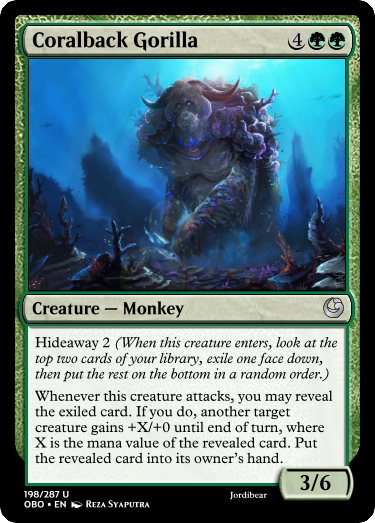 Coralback Gorilla 4
Creature — Monkey
Hideaway 2 (When this creature enters, look at the
top two cards of your library, exile one face down,
then put the rest on the bottom in a random order.)
Whenever this creature attacks, you may reveal
the exiled card. If you do, another target
creature gains +X/+0 until end of turn, where
X is the mana value of the revealed card. Put
the revealed card into its owner's hand.
3/6
198/287 U
OBO • EN Reza Syaputra
Jordibear